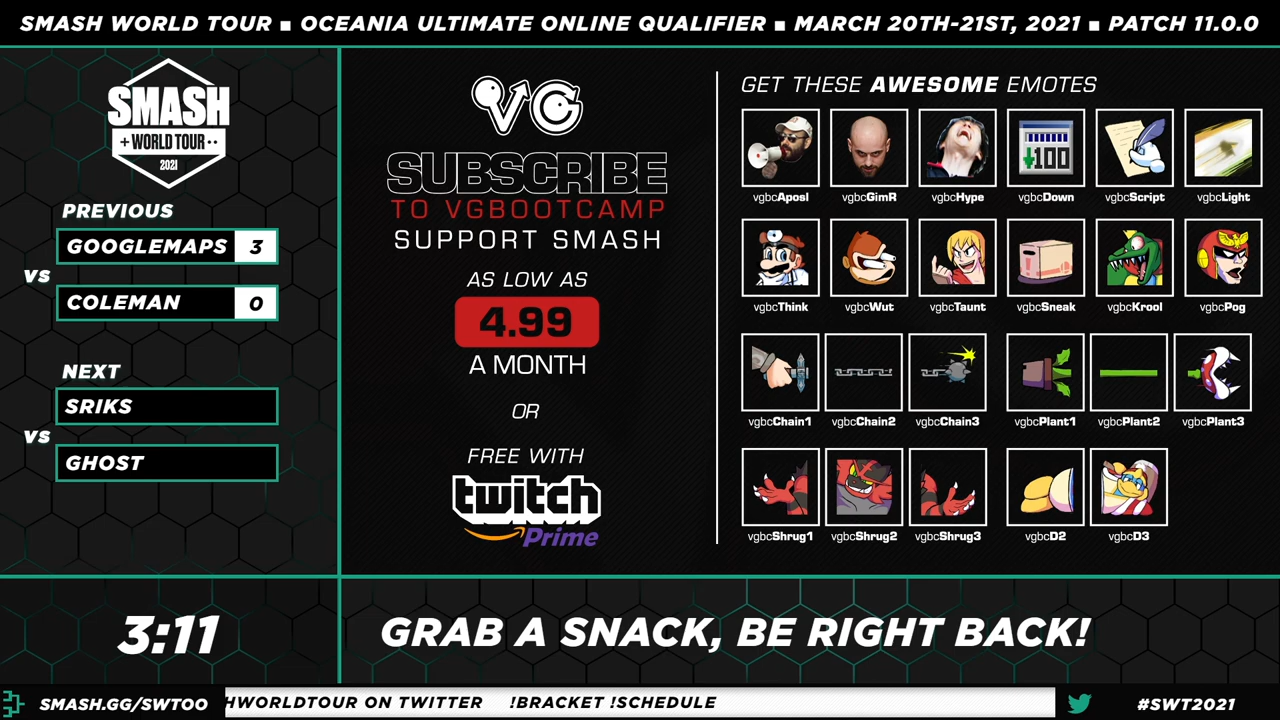 SMASH WORLD TOUR ■ OCEANIA ULTIMATE ONLINE QUALIFIER ■ MARCH 20TH-21ST, 2021 ■ PATCH 11.0.0
SMASH
+ WORLD TOUR ••
2021
PREVIOUS
GOOGLEMAPS 3
VS
COLEMAN 0
NEXT
SRIKS
VS
GHOST
VG
SUBSCRIBE
TO VGBOOTCAMP
SUPPORT SMASH
AS LOW AS
4.99
A MONTH
OR
FREE WITH
twitch
Prime
GET THESE AWESOME EMOTES
100
vgbcAposl vgbcGimR vgbcHype vgbcDown vgbcScript vgbcLight
vgbcThink vgbcWut vgbcTaunt vgbcSneak vgbcKrool vgbcPog
vgbcChain1 vgbcChain2 vgbcChain3 vgbcPlant1 vgbcPlant2 vgbcPlant3
vgbcShrug1 vgbcShrug2 vgbcShrug3 vgbcD2 vgbcD3
3:11
GRAB A SNACK, BE RIGHT BACK!
SMASH.GG/SWTOO
HWORLDTOUR ON TWITTER !BRACKET !SCHEDULE
#SWT2021